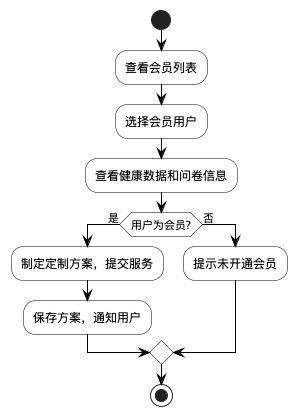 查看会员列表
选择会员用户
查看健康数据和问卷信息
用户为会员?
是
否
制定定制方案，提交服务
提示未开通会员
保存方案，通知用户